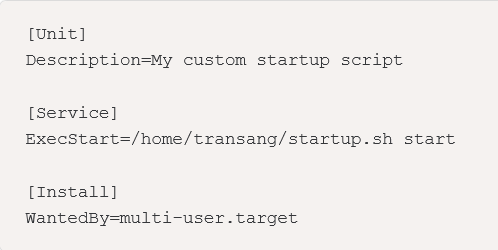 [Unit]
Description=My custom startup script
[Service]
ExecStart=/home/transang/startup.sh start
[Install]
WantedBy=multi-user.target